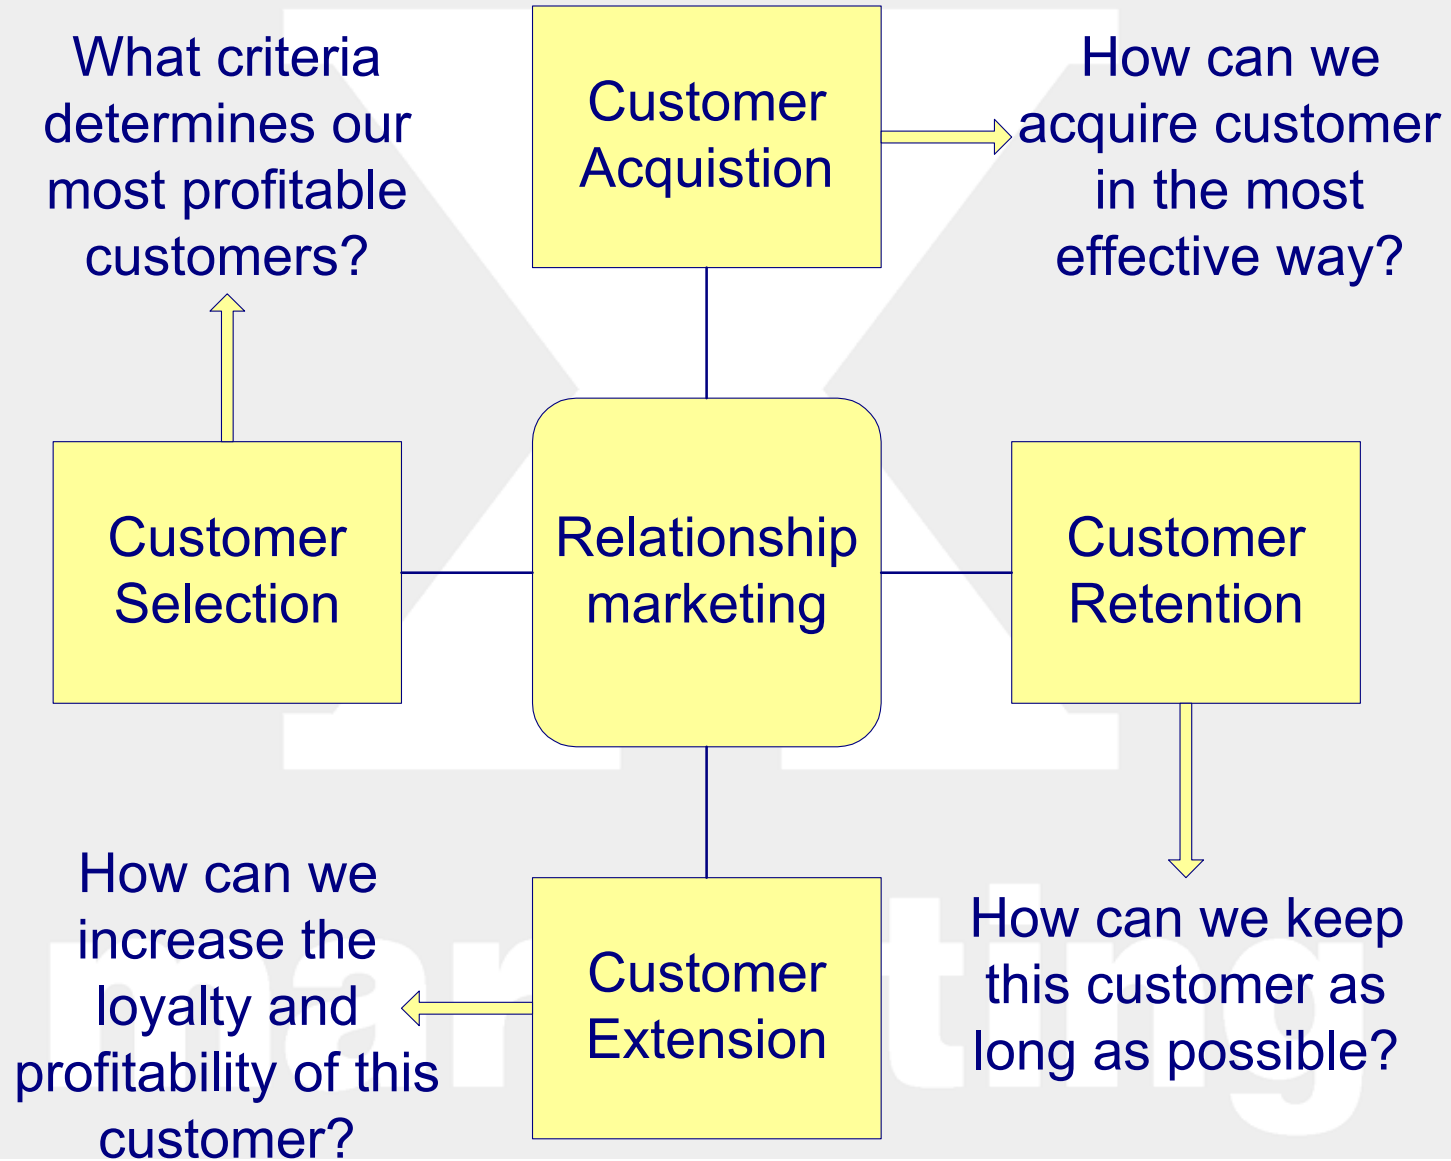 What criteria
determines our
most profitable
customers?
Customer
Acquistion
How can we
acquire customer
in the most
effective way?
Customer
Selection
Relationship
marketing
Customer
Retention
How can we
increase the
loyalty and
profitability of this
customer?
Customer
Extension
How can we keep
this customer as
long as possible?